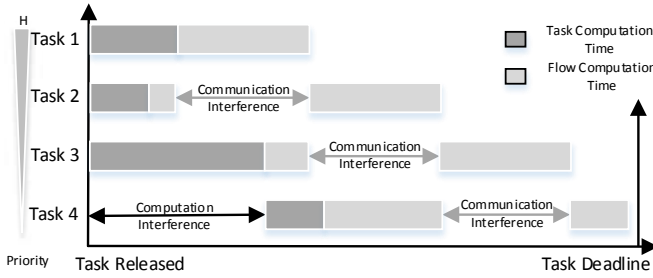 H
Task 1
Task Computation
Time
Flow Computation
Time
Task 2
Communication
Interference
Task 3
Communication
Interference
Task 4
Computation
Interference
Communication
Interference
Priority
Task Released
Task Deadline